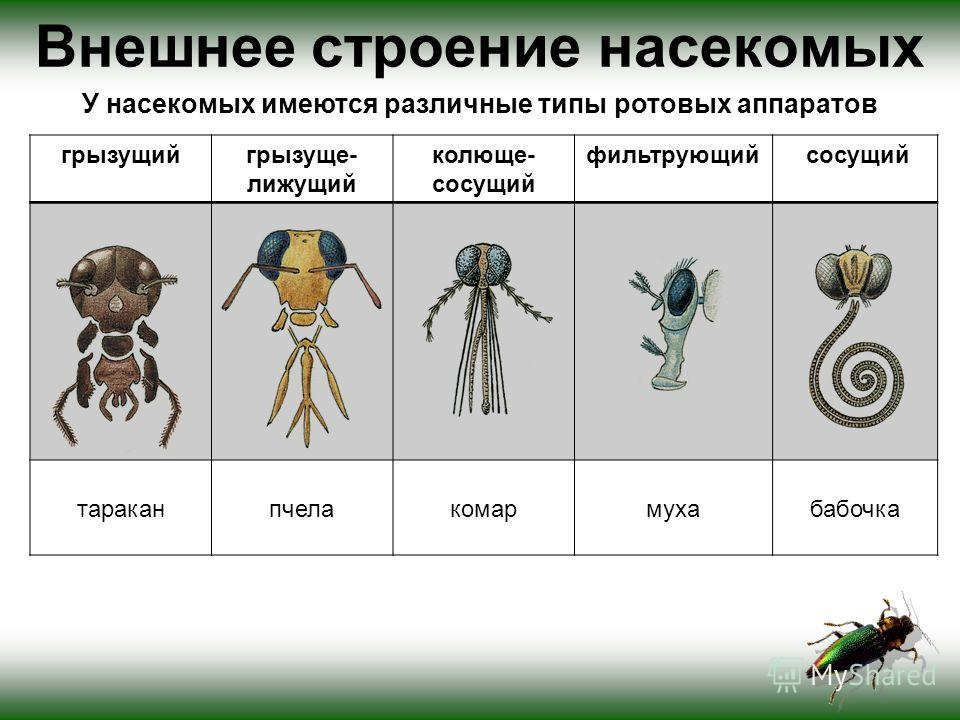 Внешнее строение насекомых
У насекомых имеются различные типы ротовых аппаратов
грызущий
грызуще-
лижущий
колюще-
сосущий
фильтрующий
сосущий
таракан
пчела
комар
муха
бабочка
MyShared